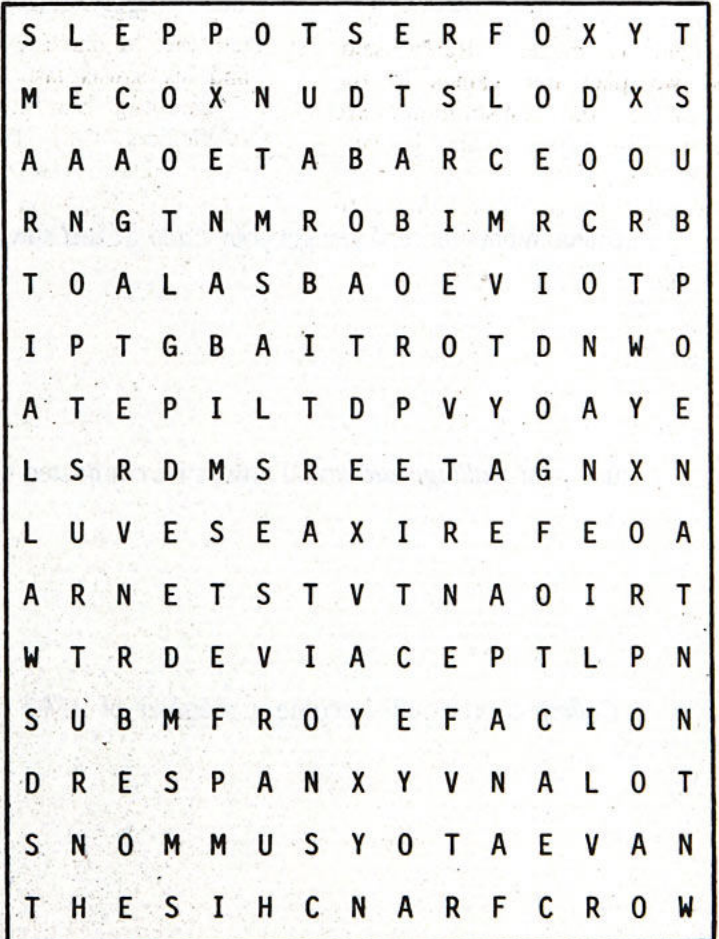 S L E P P O T S E R F O X Y T
M E C O X N U D T S L O D X S
A A A O E T A B A R C E O O U
R N G T N M R O B I M R C R B
T O A L A S B A O E V I O T P
I P T G B A I T R O T D N W O
A T E P I L T D P V Y O A Y E
L S R D M S R E E T A G N X N
L U V E S E A X I R E F E O A
A R N E T S T V T N A O I R T
W T R D E V I A C E P T L P N
S U B M F R O Y E F A C I O N
D R E S P A N X Y V N A L O T
S N O M M U S Y O T A E V A N
T H E S I H C N A R F C R O W